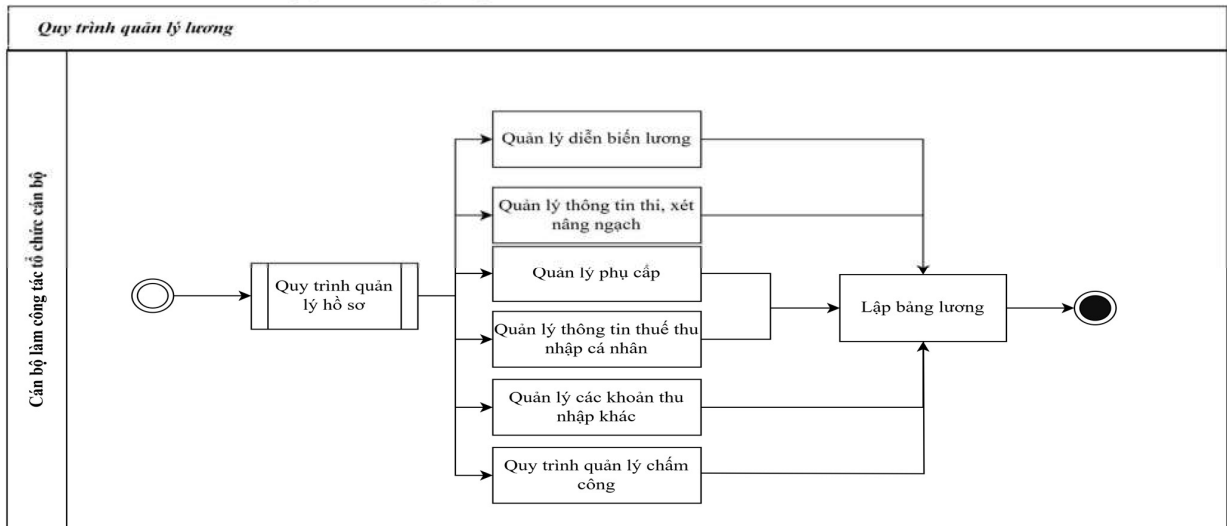 Quy trình quản lý lương
Cán bộ làm công tác tổ chức cán bộ
Quy trình quản
lý hồ sơ
Quản lý diễn biến lương
Quản lý thông tin thi, xét
nâng ngạch
Quản lý phụ cấp
Quản lý thông tin thuế thu
nhập cá nhân
Quản lý các khoản thu
nhập khác
Quy trình quản lý chấm
công
Lập bảng lương